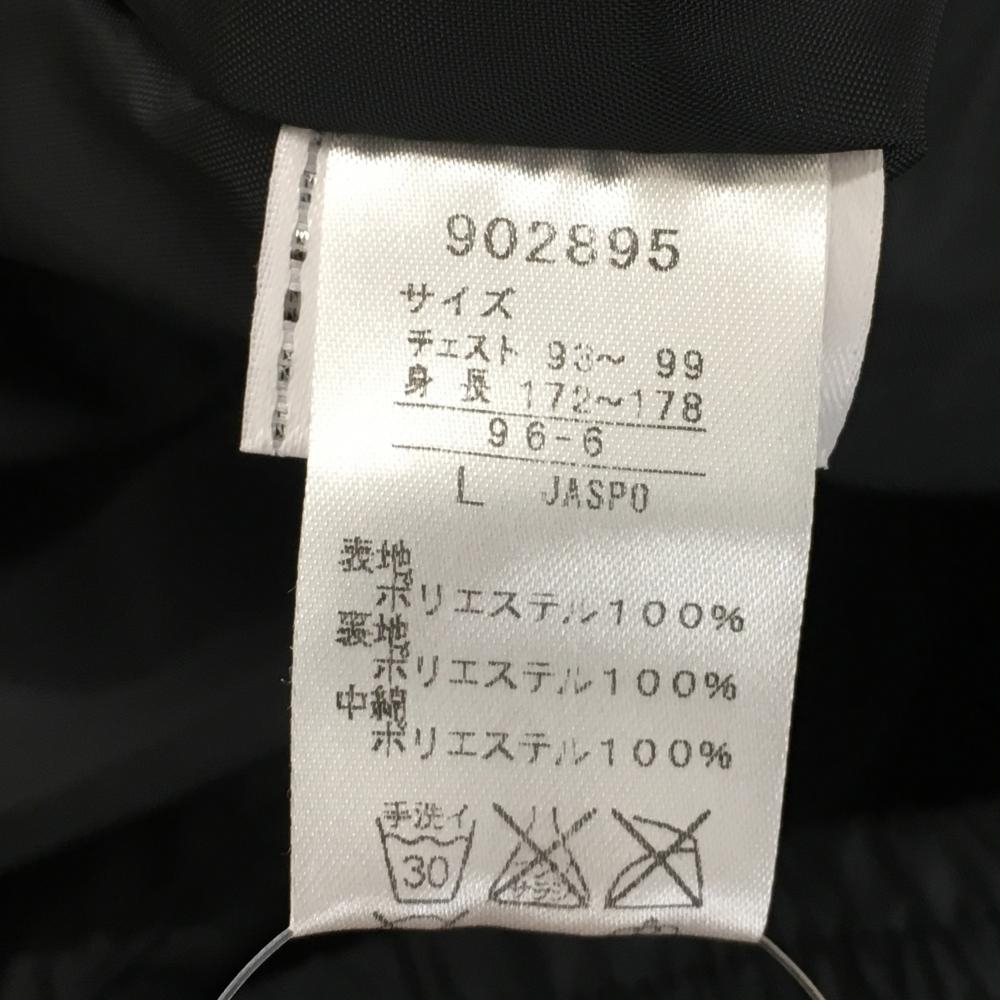 902895
サイズ
チェスト 93～ 99
身 長 172～178
96-6
L JASPO
表地
ポリエステル100%
裏地
ポリエステル100%
中綿
ポリエステル100%
手洗イ
30